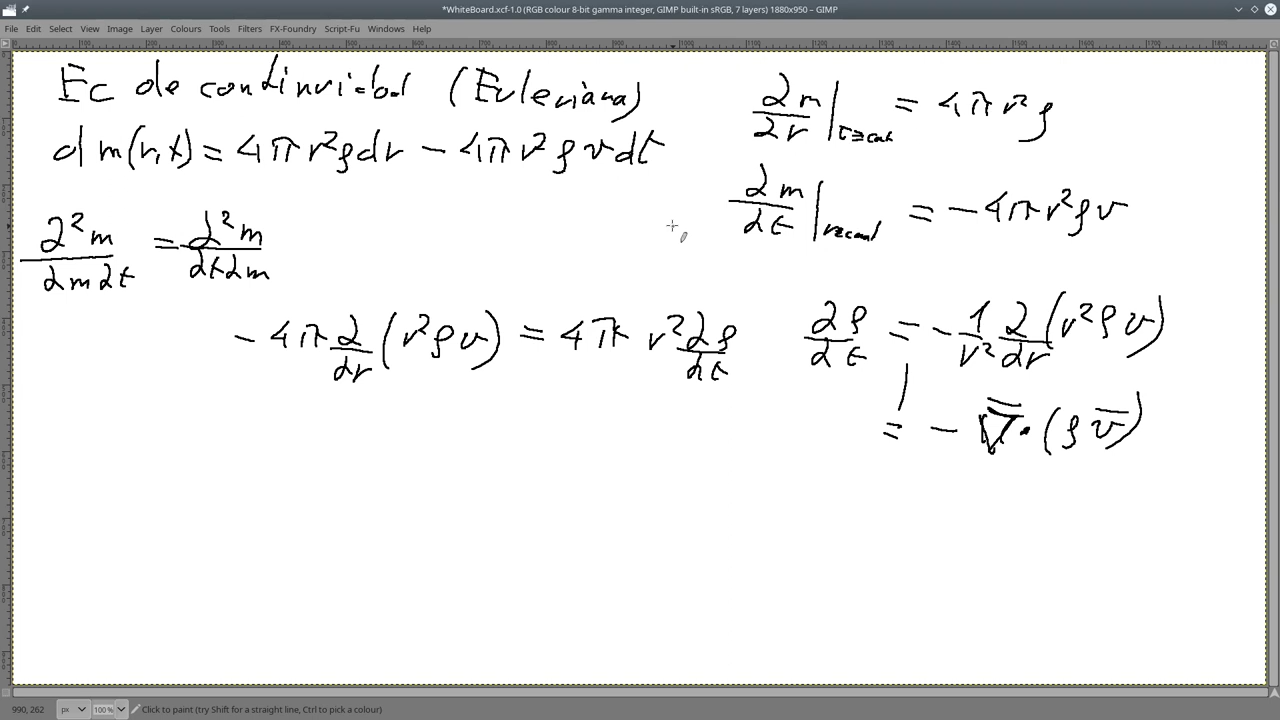 *WhiteBoard.xcf-1.0 (RGB colour 8-bit gamma integer, GIMP built-in sRGB, 7 layers) 1880x950 – GIMP
File Edit Select View Image Layer Colours Tools Filters FX-Foundry Script-Fu Windows Help
Ec de continuidad (Euleriana)
dm(r,t) = 4πr²ρdr − 4πr²ρvdt
∂m/∂r|t=cont = 4πr²ρ
∂m/∂t|r=cont = −4πr²ρv
∂²m/∂m∂t = ∂²m/∂t∂m
−4π ∂/∂r (r²ρv) = 4π r² ∂ρ/∂t
∂ρ/∂t = −1/r² ∂/∂r (r²ρv)
= −∇·(ρv̄)
990, 262 px 100% Click to paint (try Shift for a straight line, Ctrl to pick a colour)